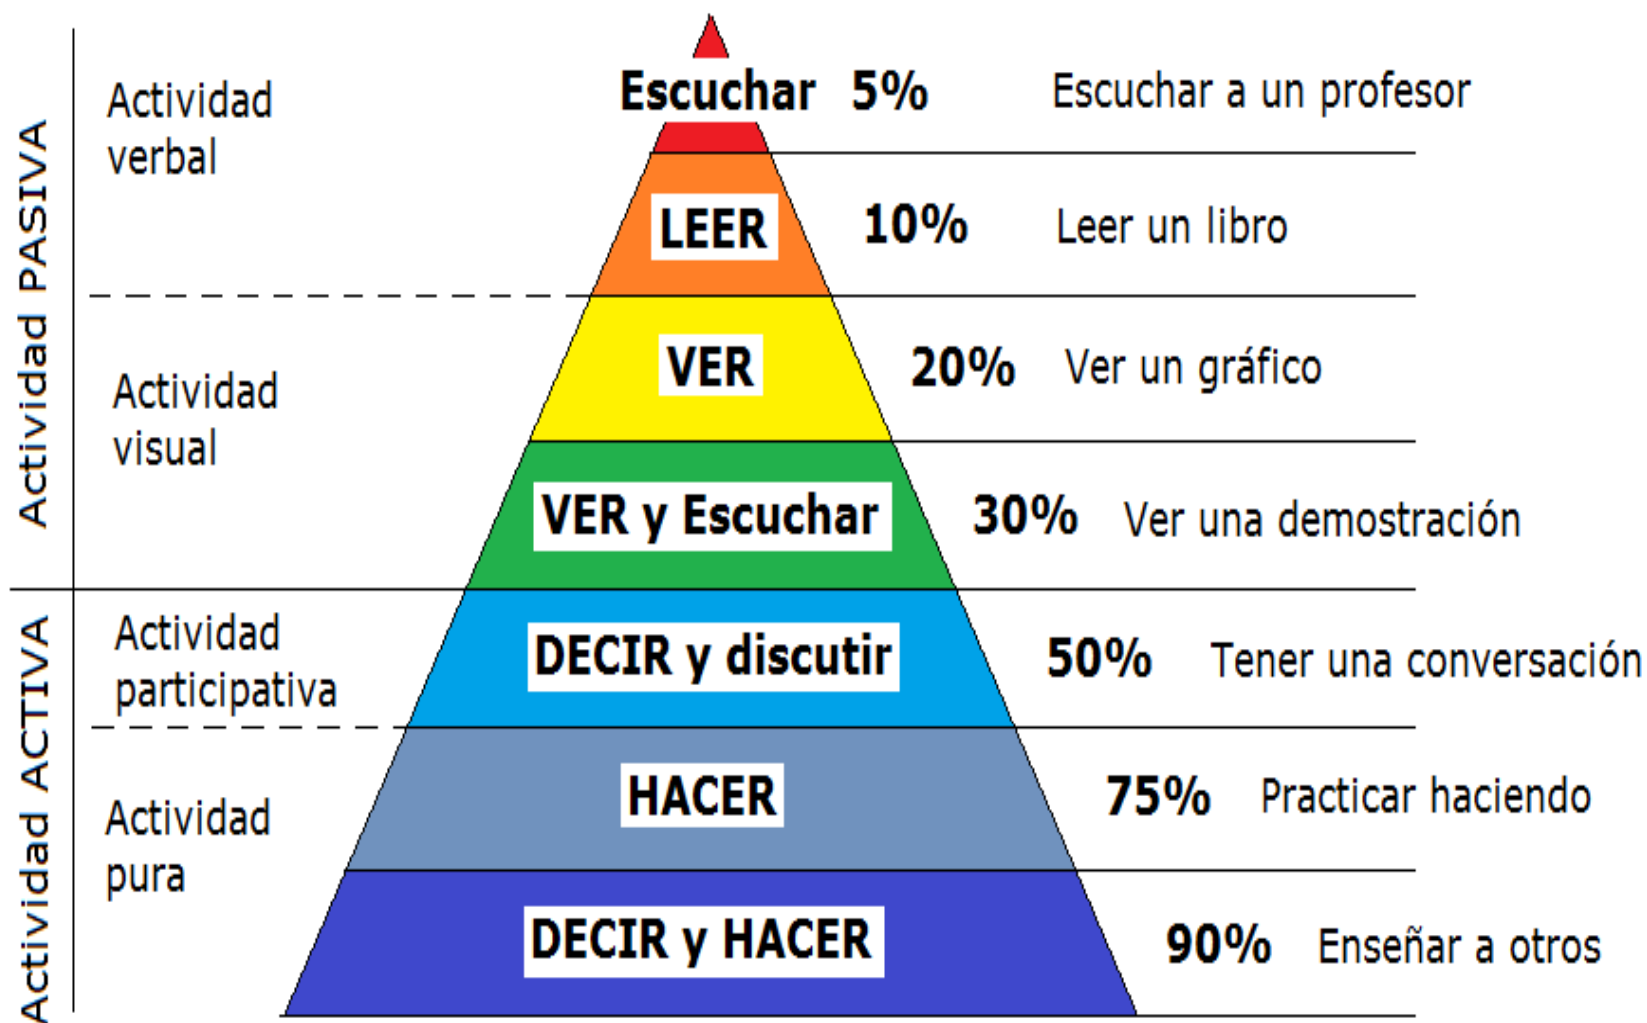 Actividad PASIVA
Actividad
verbal
Escuchar 5% Escuchar a un profesor
LEER 10% Leer un libro
Actividad
visual
VER 20% Ver un gráfico
VER y Escuchar 30% Ver una demostración
Actividad ACTIVA
Actividad
participativa
DECIR y discutir 50% Tener una conversación
Actividad
pura
HACER 75% Practicar haciendo
DECIR y HACER 90% Enseñar a otros